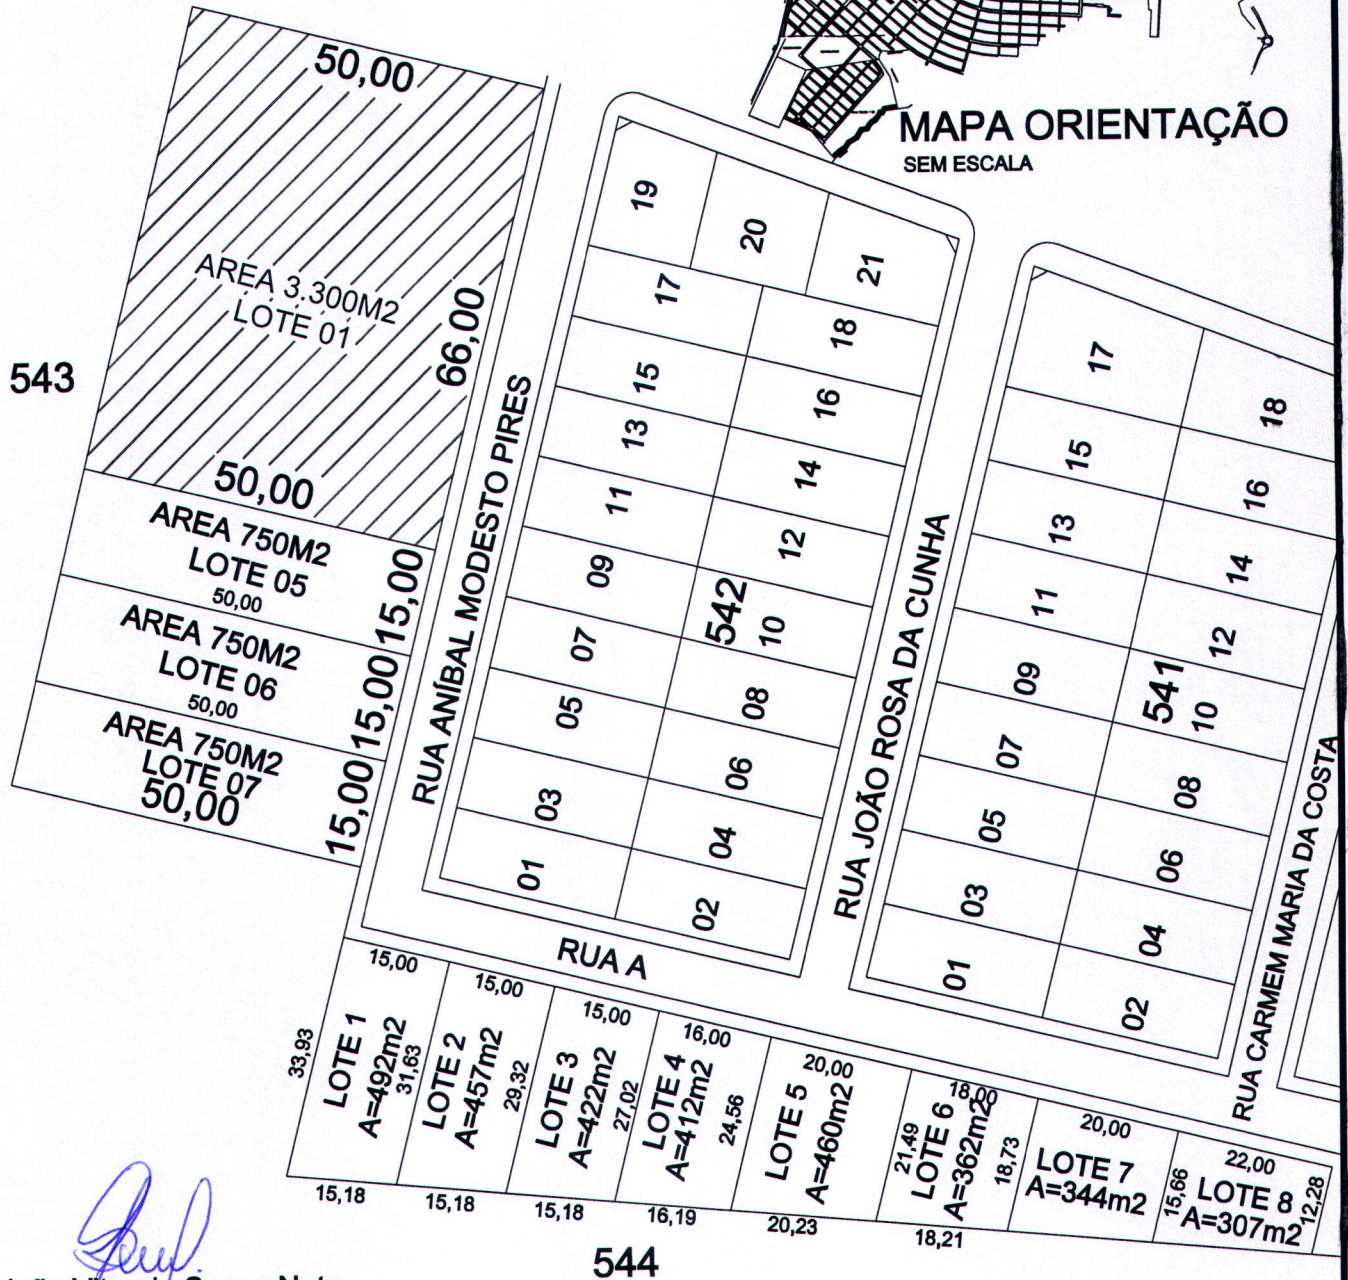 MAPA ORIENTAÇÃO
SEM ESCALA
50,00
AREA 3.300M2
LOTE 01
66,00
50,00
543
AREA 750M2
LOTE 05
50,00
15,00
AREA 750M2
LOTE 06
50,00
15,00
AREA 750M2
LOTE 07
50,00
15,00
RUA ANÍBAL MODESTO PIRES
19
20
21
17
18
15
16
13
14
11
12
09
542
10
07
08
05
06
03
04
01
02
RUA JOÃO ROSA DA CUNHA
17
18
15
16
13
14
11
12
09
541
10
07
08
05
06
03
04
01
02
RUA CARMEM MARIA DA COSTA
RUA A
15,00
33,93
LOTE 1
A=492m2
31,63
15,18
15,00
LOTE 2
A=457m2
29,32
15,18
15,00
LOTE 3
A=422m2
27,02
15,18
16,00
LOTE 4
A=412m2
24,56
16,19
20,00
LOTE 5
A=460m2
20,23
18,00
21,49
LOTE 6
A=362m2
18,73
18,21
20,00
LOTE 7
A=344m2
15,66
22,00
LOTE 8
A=307m2
12,28
544